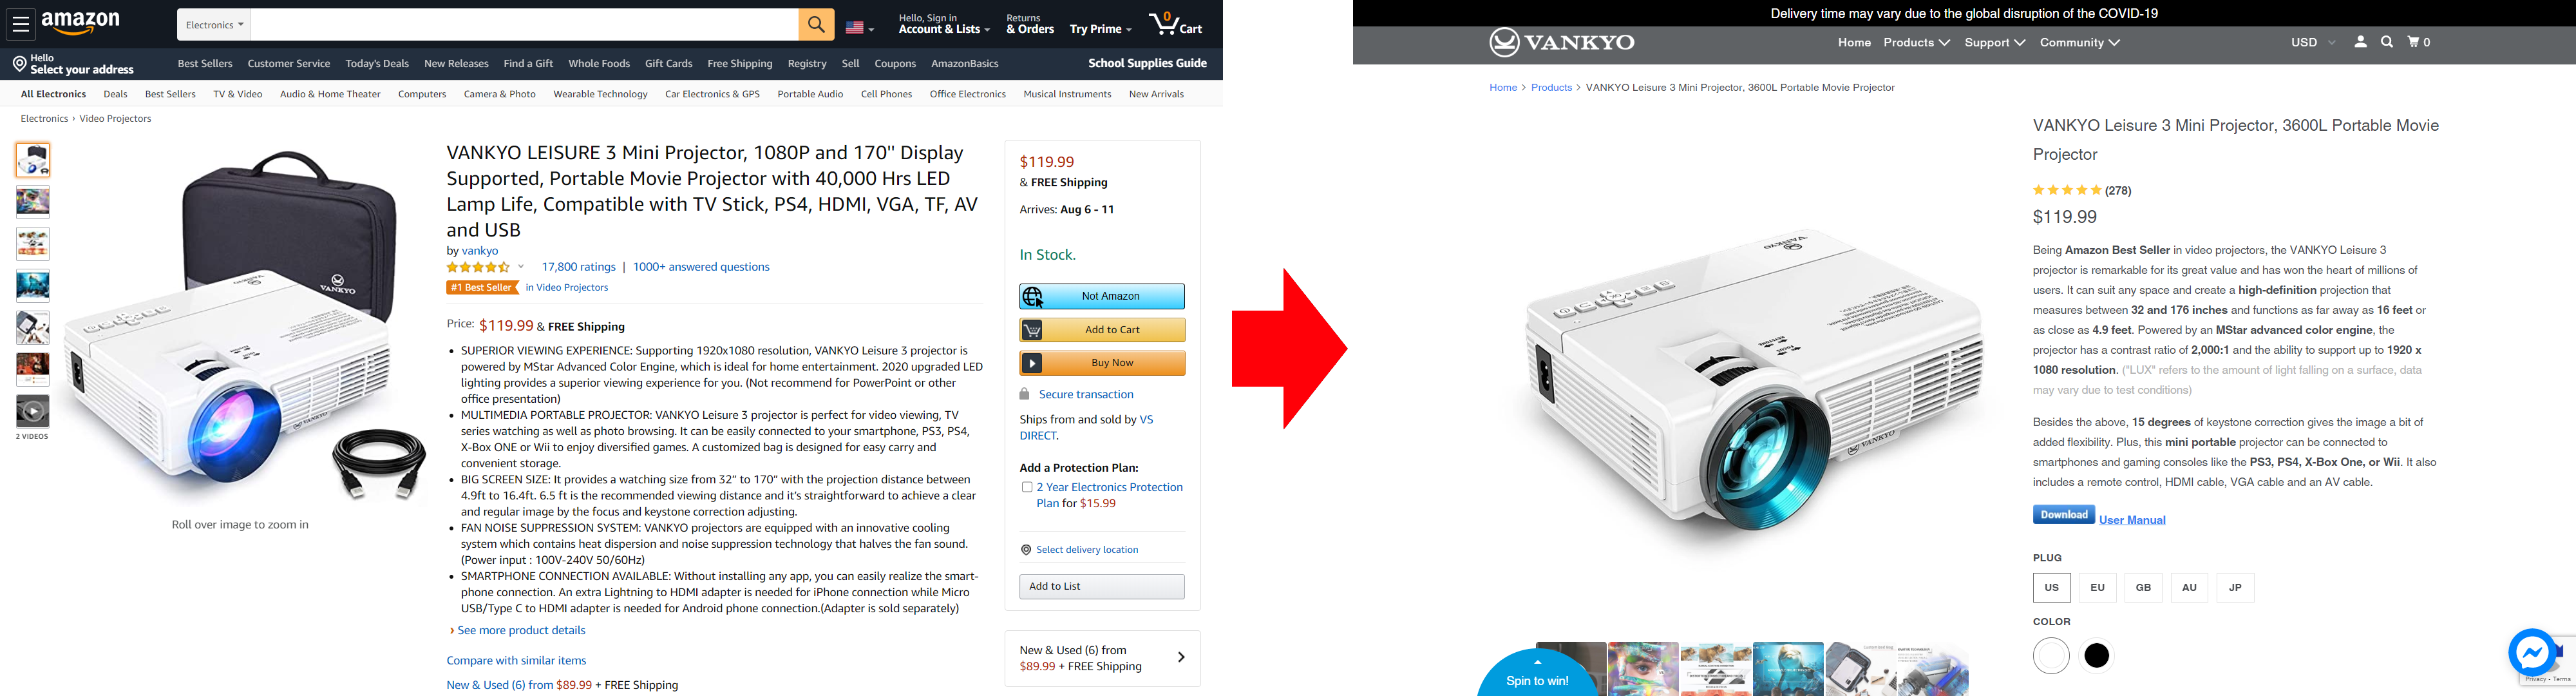 amazon
Electronics
Hello, Sign in
Account & Lists
Returns
& Orders
Try Prime
0
Cart
Hello
Select your address
Best Sellers Customer Service Today's Deals New Releases Find a Gift Whole Foods Gift Cards Free Shipping Registry Sell Coupons AmazonBasics
School Supplies Guide
All Electronics Deals Best Sellers TV & Video Audio & Home Theater Computers Camera & Photo Wearable Technology Car Electronics & GPS Portable Audio Cell Phones Office Electronics Musical Instruments New Arrivals
Electronics › Video Projectors
2 VIDEOS
VANKYO
VANKYO
Roll over image to zoom in
VANKYO LEISURE 3 Mini Projector, 1080P and 170" Display
Supported, Portable Movie Projector with 40,000 Hrs LED
Lamp Life, Compatible with TV Stick, PS4, HDMI, VGA, TF, AV
and USB
by vankyo
17,800 ratings | 1000+ answered questions
#1 Best Seller in Video Projectors
Price: $119.99 & FREE Shipping
• SUPERIOR VIEWING EXPERIENCE: Supporting 1920x1080 resolution, VANKYO Leisure 3 projector is
powered by MStar Advanced Color Engine, which is ideal for home entertainment. 2020 upgraded LED
lighting provides a superior viewing experience for you. (Not recommend for PowerPoint or other
office presentation)
• MULTIMEDIA PORTABLE PROJECTOR: VANKYO Leisure 3 projector is perfect for video viewing, TV
series watching as well as photo browsing. It can be easily connected to your smartphone, PS3, PS4,
X-Box ONE or Wii to enjoy diversified games. A customized bag is designed for easy carry and
convenient storage.
• BIG SCREEN SIZE: It provides a watching size from 32” to 170” with the projection distance between
4.9ft to 16.4ft. 6.5 ft is the recommended viewing distance and it's straightforward to achieve a clear
and regular image by the focus and keystone correction adjusting.
• FAN NOISE SUPPRESSION SYSTEM: VANKYO projectors are equipped with an innovative cooling
system which contains heat dispersion and noise suppression technology that halves the fan sound.
(Power input : 100V-240V 50/60Hz)
• SMARTPHONE CONNECTION AVAILABLE: Without installing any app, you can easily realize the smart-
phone connection. An extra Lightning to HDMI adapter is needed for iPhone connection while Micro
USB/Type C to HDMI adapter is needed for Android phone connection.(Adapter is sold separately)
› See more product details
Compare with similar items
New & Used (6) from $89.99 + FREE Shipping
$119.99
& FREE Shipping
Arrives: Aug 6 - 11
In Stock.
Not Amazon
Add to Cart
Buy Now
Secure transaction
Ships from and sold by VS
DIRECT.
Add a Protection Plan:
2 Year Electronics Protection
Plan for $15.99
Select delivery location
Add to List
New & Used (6) from
$89.99 + FREE Shipping
Delivery time may vary due to the global disruption of the COVID-19
VANKYO
Home Products Support Community
USD
0
Home > Products > VANKYO Leisure 3 Mini Projector, 3600L Portable Movie Projector
VANKYO
VANKYO
Spin to win!
VANKYO Leisure 3 Mini Projector, 3600L Portable Movie
Projector
(278)
$119.99
Being Amazon Best Seller in video projectors, the VANKYO Leisure 3
projector is remarkable for its great value and has won the heart of millions of
users. It can suit any space and create a high-definition projection that
measures between 32 and 176 inches and functions as far away as 16 feet or
as close as 4.9 feet. Powered by an MStar advanced color engine, the
projector has a contrast ratio of 2,000:1 and the ability to support up to 1920 x
1080 resolution. ("LUX" refers to the amount of light falling on a surface, data
may vary due to test conditions)
Besides the above, 15 degrees of keystone correction gives the image a bit of
added flexibility. Plus, this mini portable projector can be connected to
smartphones and gaming consoles like the PS3, PS4, X-Box One, or Wii. It also
includes a remote control, HDMI cable, VGA cable and an AV cable.
Download User Manual
PLUG
US EU GB AU JP
COLOR
Privacy - Terms